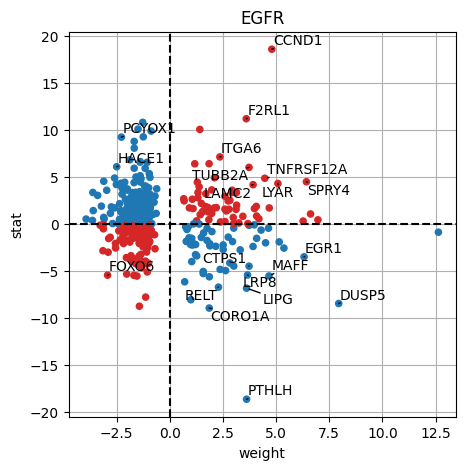 EGFR
20
15
10
5
0
−5
−10
−15
−20
stat
CCND1
F2RL1
PCYOX1
ITGA6
HACE1
TNFRSF12A
TUBB2A
SPRY4
LAMC2
LYAR
EGR1
CTPS1
MAFF
FOXO6
LRP8
RELT
LIPG
DUSP5
CORO1A
PTHLH
−2.5
0.0
2.5
5.0
7.5
10.0
12.5
weight